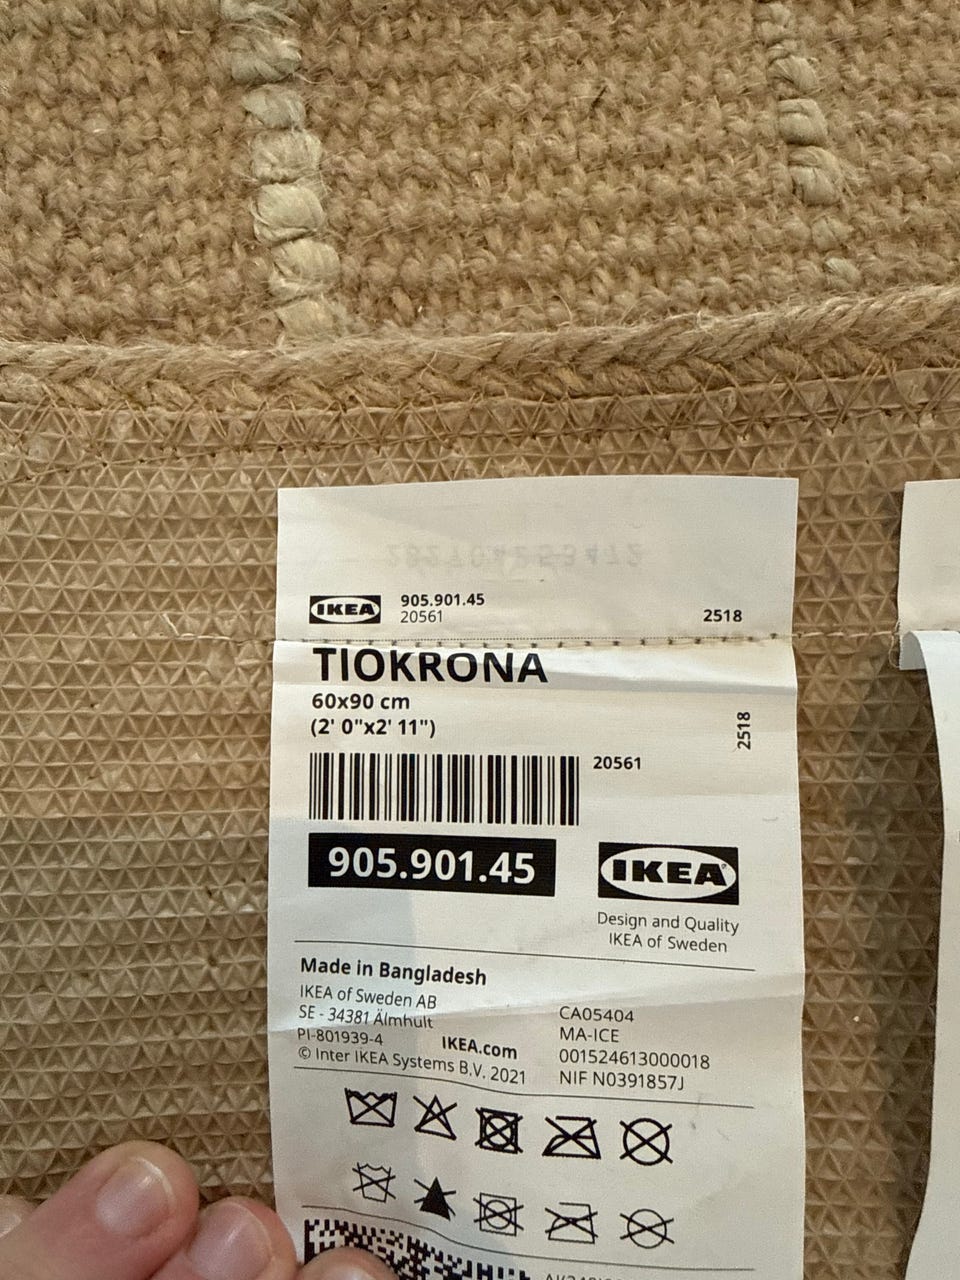 IKEA 905.901.45
20561
2518
TIOKRONA
60x90 cm
(2' 0"x2' 11")
2518
20561
905.901.45
IKEA
Design and Quality
IKEA of Sweden
Made in Bangladesh
IKEA of Sweden AB
SE - 34381 Älmhult
PI-801939-4
IKEA.com
© Inter IKEA Systems B.V. 2021
CA05404
MA-ICE
001524613000018
NIF N0391857J